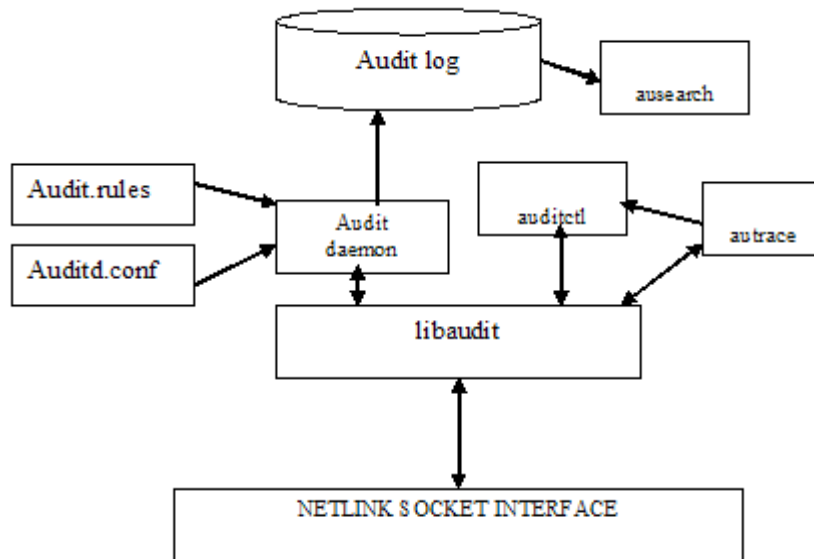 Audit log
ausearch
Audit.rules
Audit
daemon
auditctl
autrace
Auditd.conf
libaudit
NETLINK SOCKET INTERFACE